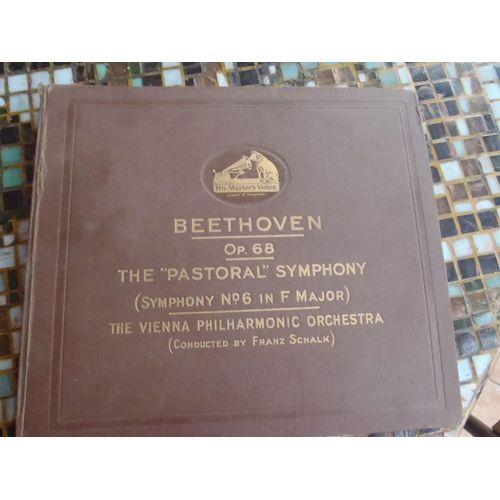 His Master's Voice
BEETHOVEN
OP. 68
THE "PASTORAL" SYMPHONY
(SYMPHONY No 6 IN F MAJOR)
THE VIENNA PHILHARMONIC ORCHESTRA
(CONDUCTED BY FRANZ SCHALK)